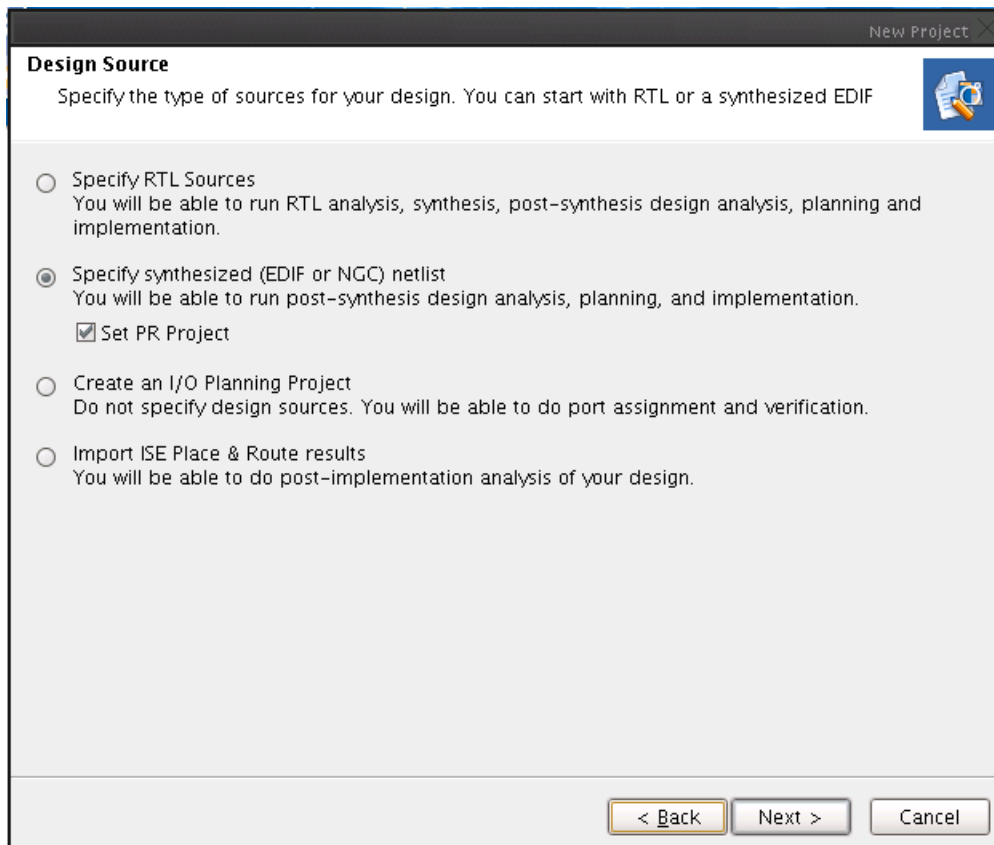 New Project
Design Source
Specify the type of sources for your design. You can start with RTL or a synthesized EDIF
Specify RTL Sources
You will be able to run RTL analysis, synthesis, post-synthesis design analysis, planning and
implementation.
Specify synthesized (EDIF or NGC) netlist
You will be able to run post-synthesis design analysis, planning, and implementation.
Set PR Project
Create an I/O Planning Project
Do not specify design sources. You will be able to do port assignment and verification.
Import ISE Place & Route results
You will be able to do post-implementation analysis of your design.
< Back Next > Cancel